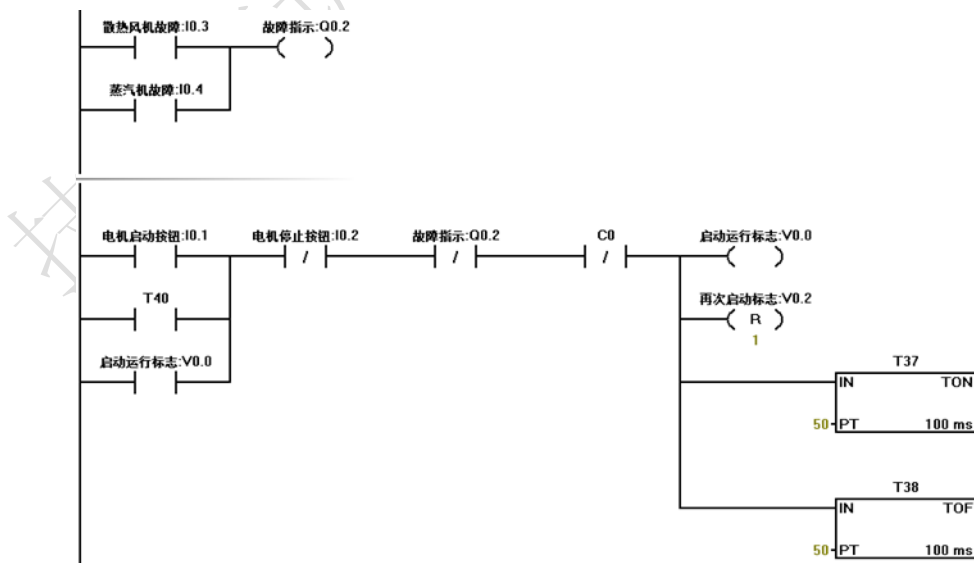 散热风机故障:I0.3 故障指示:Q0.2
蒸汽机故障:I0.4
电机启动按钮:I0.1 电机停止按钮:I0.2 故障指示:Q0.2 C0 启动运行标志:V0.0
/ / /
T40 再次启动标志:V0.2
R
1
启动运行标志:V0.0
T37
IN TON
50 PT 100 ms
T38
IN TOF
50 PT 100 ms